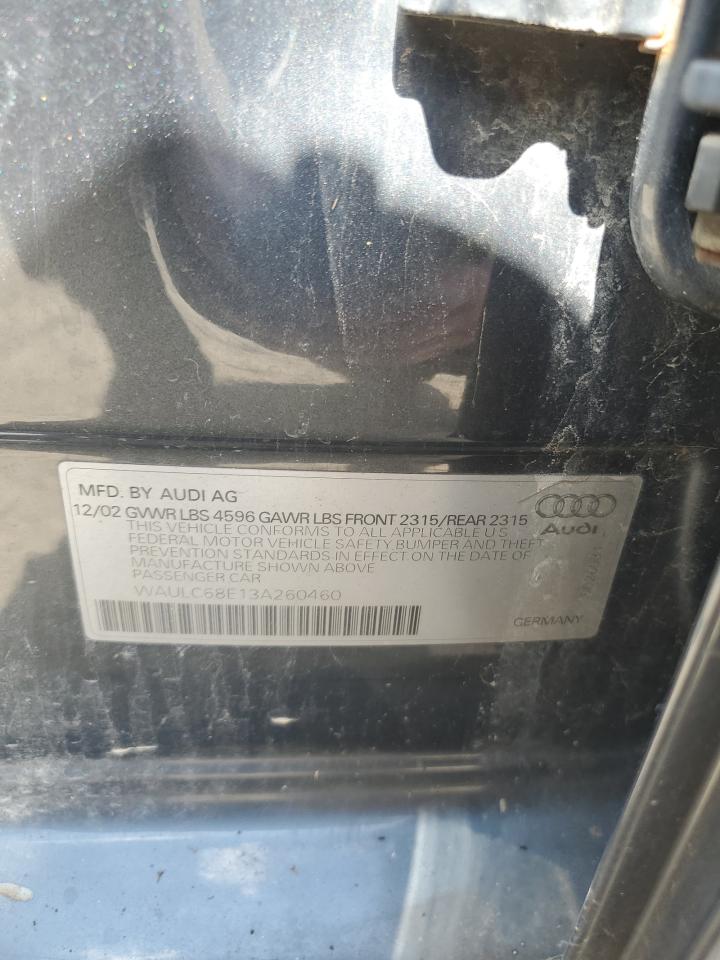 MFD. BY AUDI AG
12/02 GVWR LBS 4596 GAWR LBS FRONT 2315/REAR 2315
THIS VEHICLE CONFORMS TO ALL APPLICABLE U S
FEDERAL MOTOR VEHICLE SAFETY BUMPER AND THEFT
PREVENTION STANDARDS IN EFFECT ON THE DATE OF
MANUFACTURE SHOWN ABOVE
PASSENGER CAR
WAULC68E13A260460
Audi
GERMANY